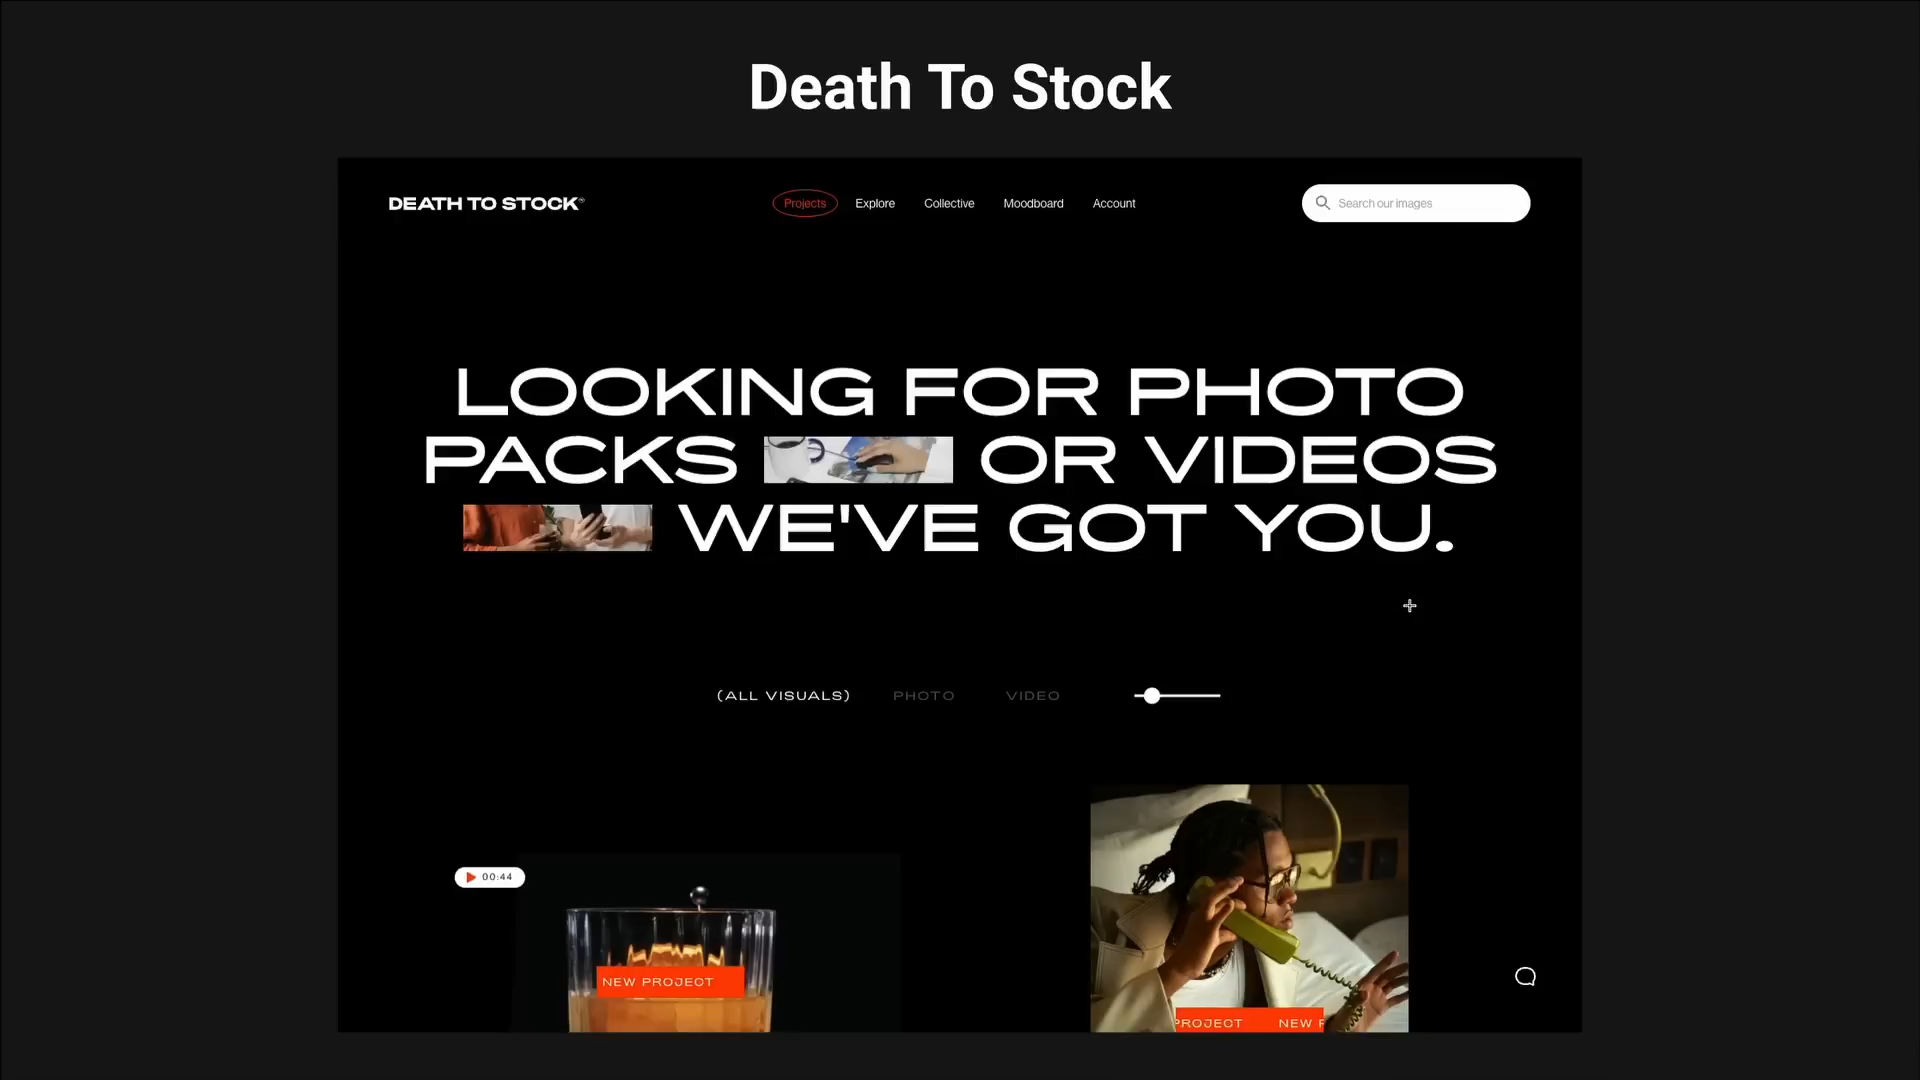 Death To Stock
DEATH TO STOCK
Projects Explore Collective Moodboard Account
Search our images
LOOKING FOR PHOTO
PACKS OR VIDEOS
WE'VE GOT YOU.
(ALL VISUALS) PHOTO VIDEO
00:44
NEW PROJECT
PROJECT NEW